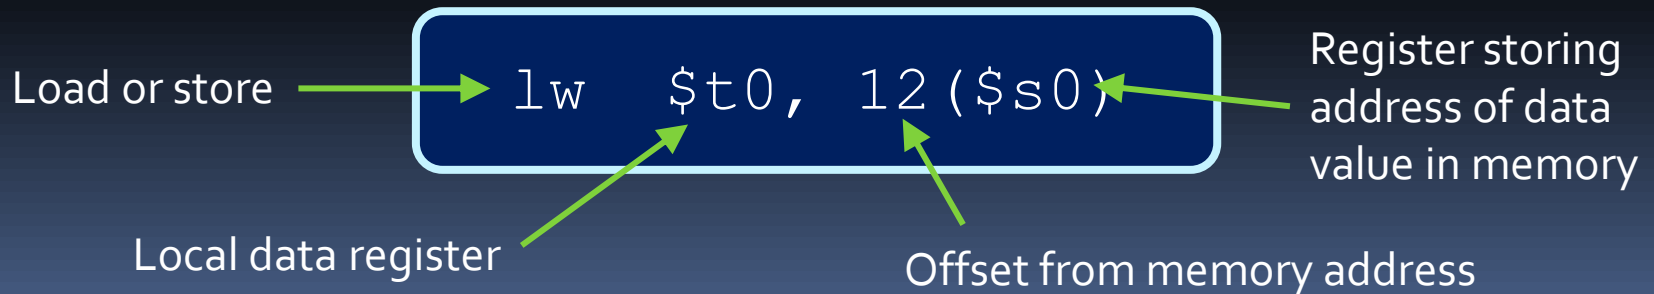 Load or store
lw $t0, 12($s0)
Register storing
address of data
value in memory
Local data register
Offset from memory address